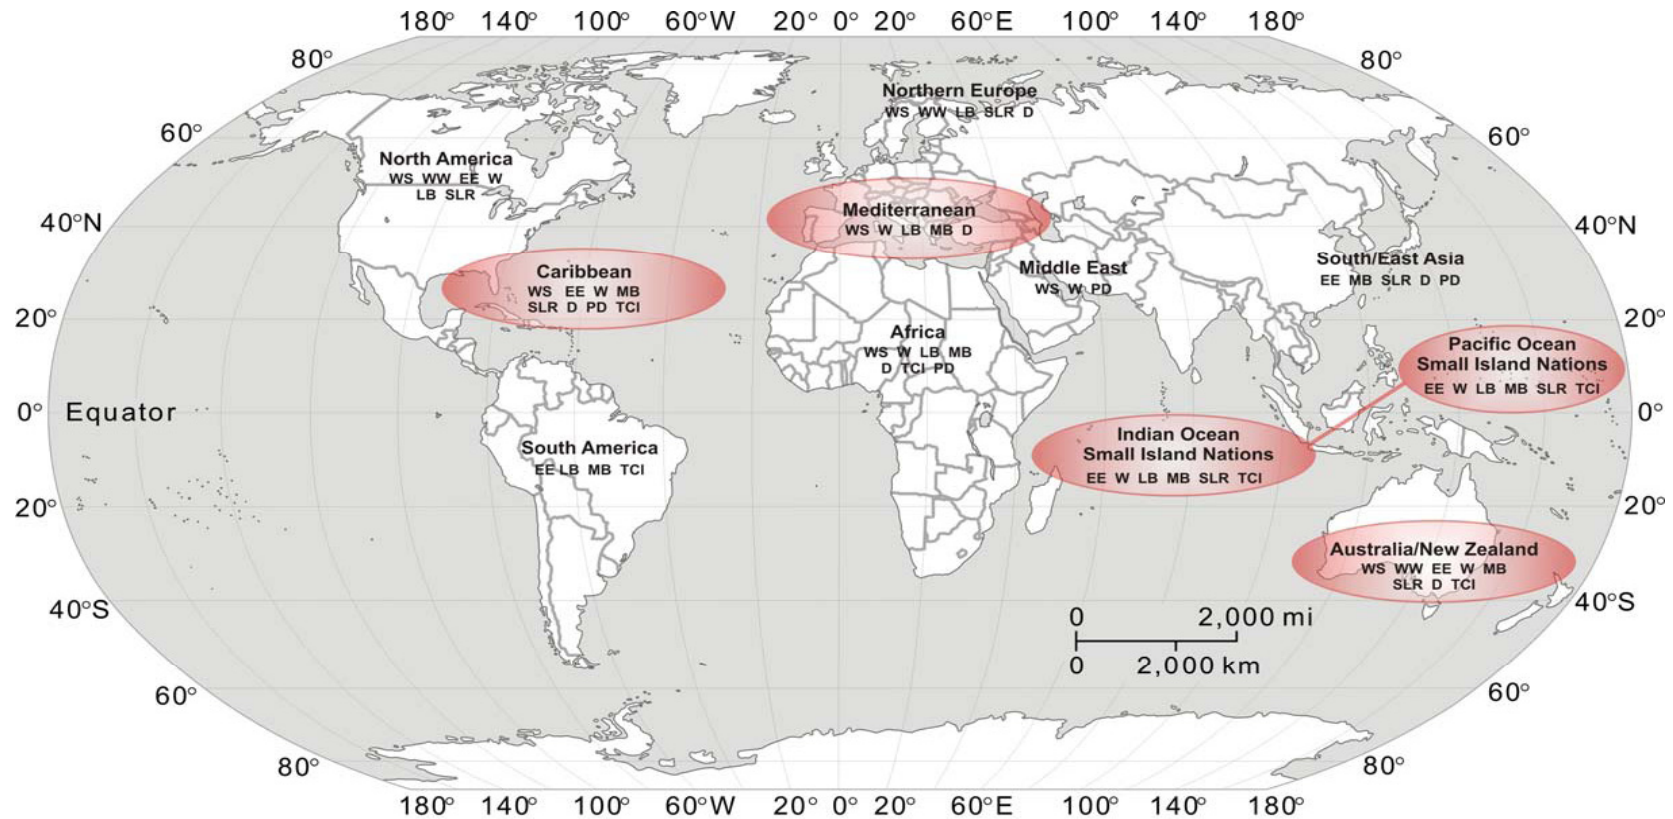 180° 140° 100° 60°W 20° 0° 20° 60°E 100° 140° 180°
80° 80°
Northern Europe
WS WW LB SLR D
60° 60°
North America
WS WW EE W
LB SLR
Mediterranean
WS W LB MB D
40°N 40°N
South/East Asia
EE MB SLR D PD
Middle East
WS W PD
Caribbean
WS EE W MB
SLR D PD TCI
20° 20°
Africa
WS W LB MB
D TCI PD
Pacific Ocean
Small Island Nations
EE W LB MB SLR TCI
0° Equator 0°
Indian Ocean
Small Island Nations
EE W LB MB SLR TCI
South America
EE LB MB TCI
20° 20°
Australia/New Zealand
WS WW EE W MB
SLR D TCI
40°S 40°S
0 2,000 mi
0 2,000 km
60° 60°
80° 80°
180° 140° 100° 60°W 20° 0° 20° 60°E 100° 140° 180°